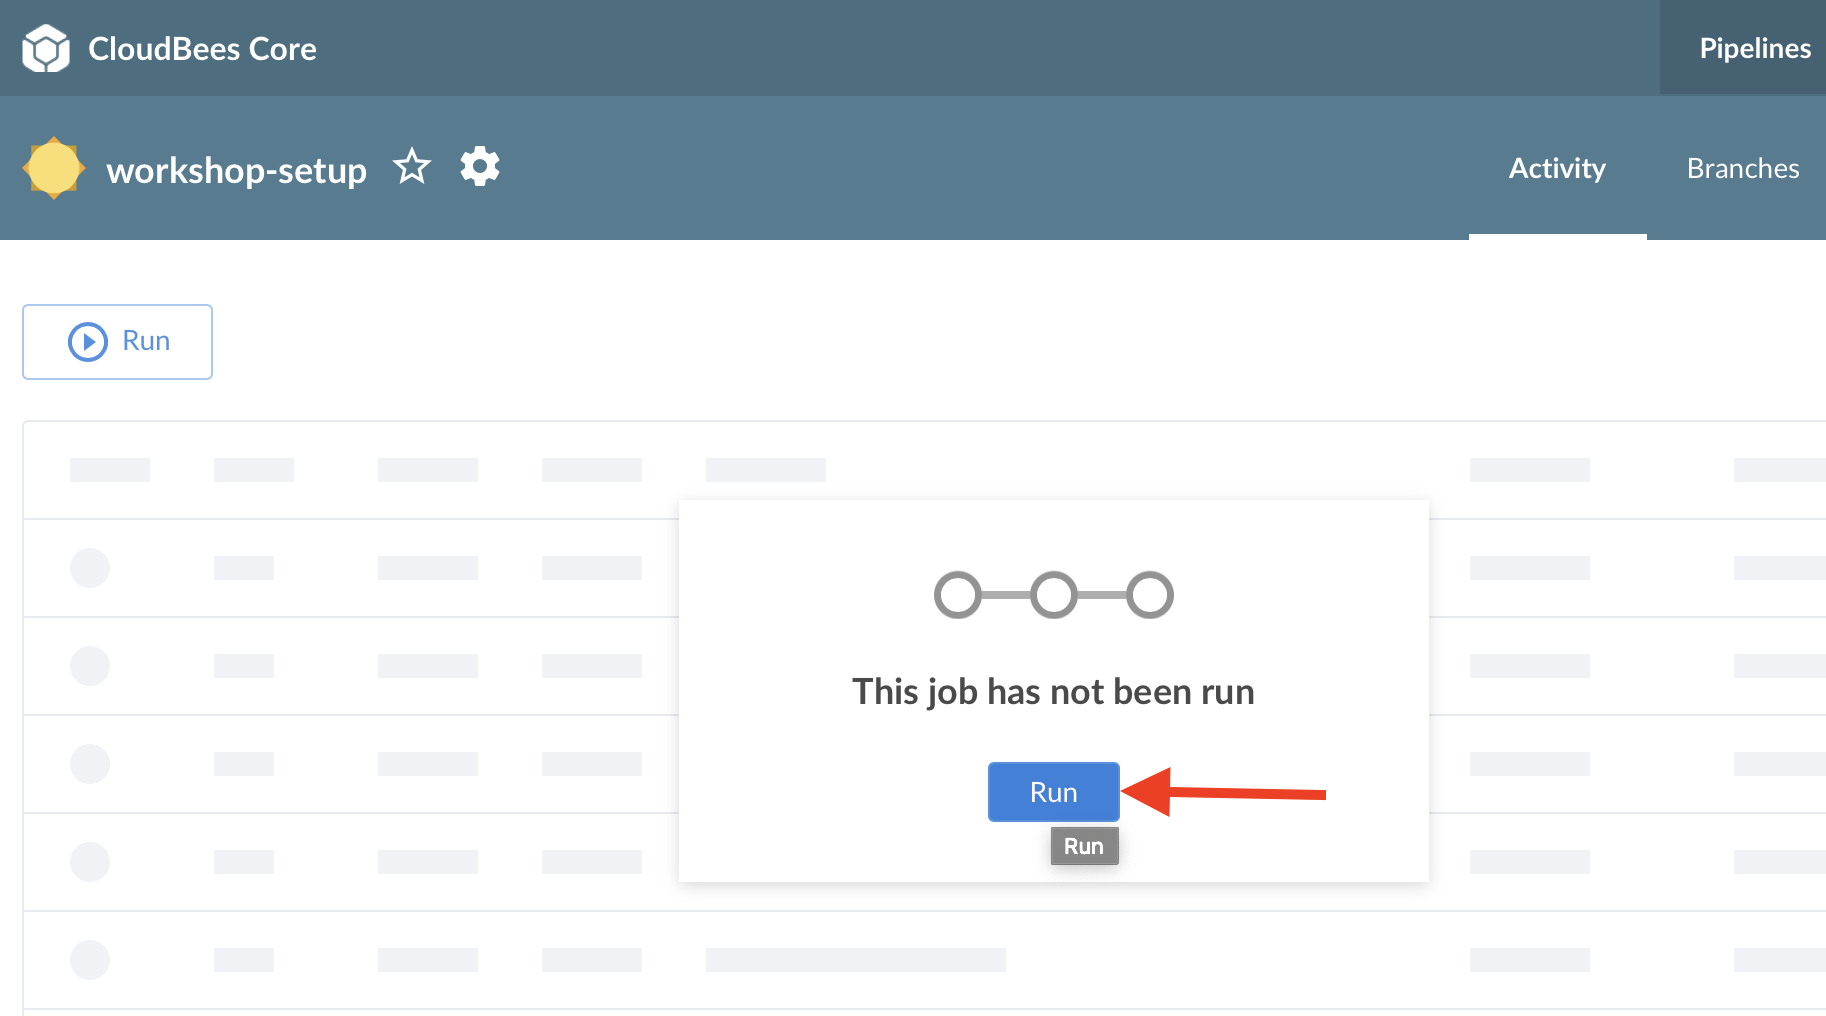 CloudBees Core
Pipelines
workshop-setup
Activity
Branches
Run
This job has not been run
Run
Run